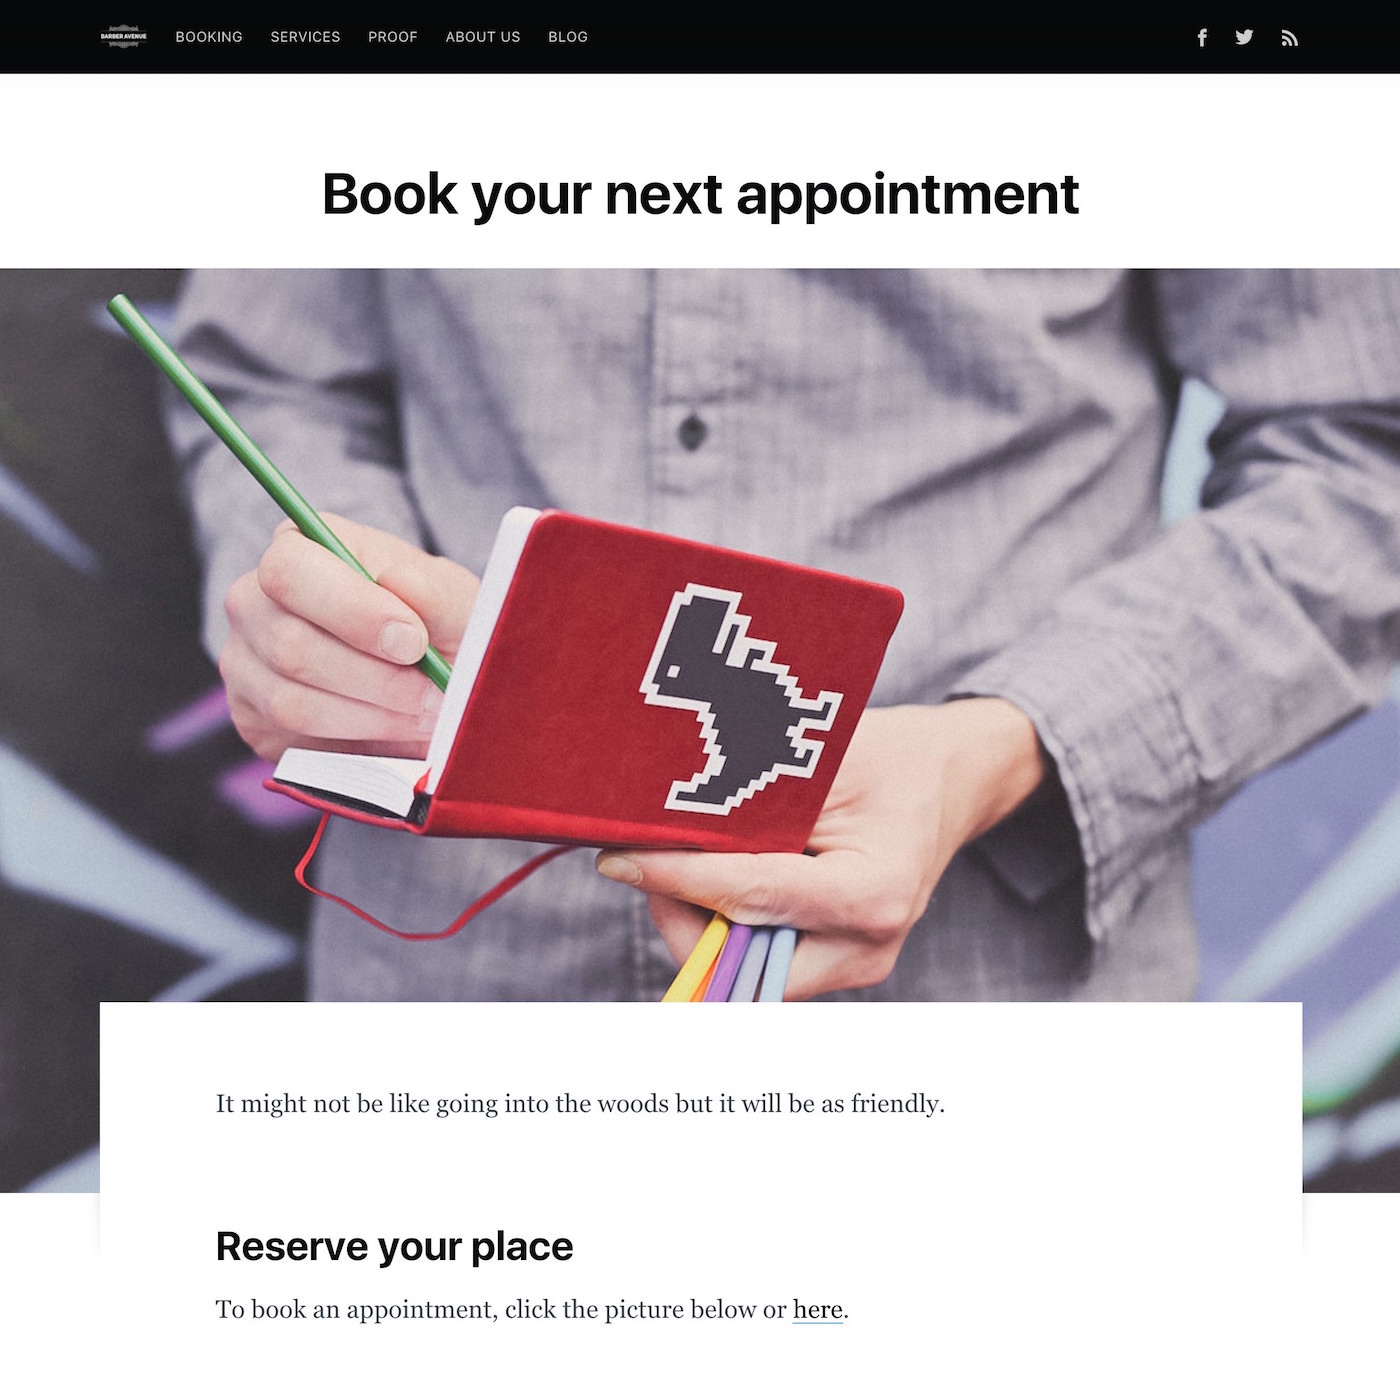 BARBER AVENUE
BOOKING SERVICES PROOF ABOUT US BLOG
Book your next appointment
It might not be like going into the woods but it will be as friendly.
Reserve your place
To book an appointment, click the picture below or here.